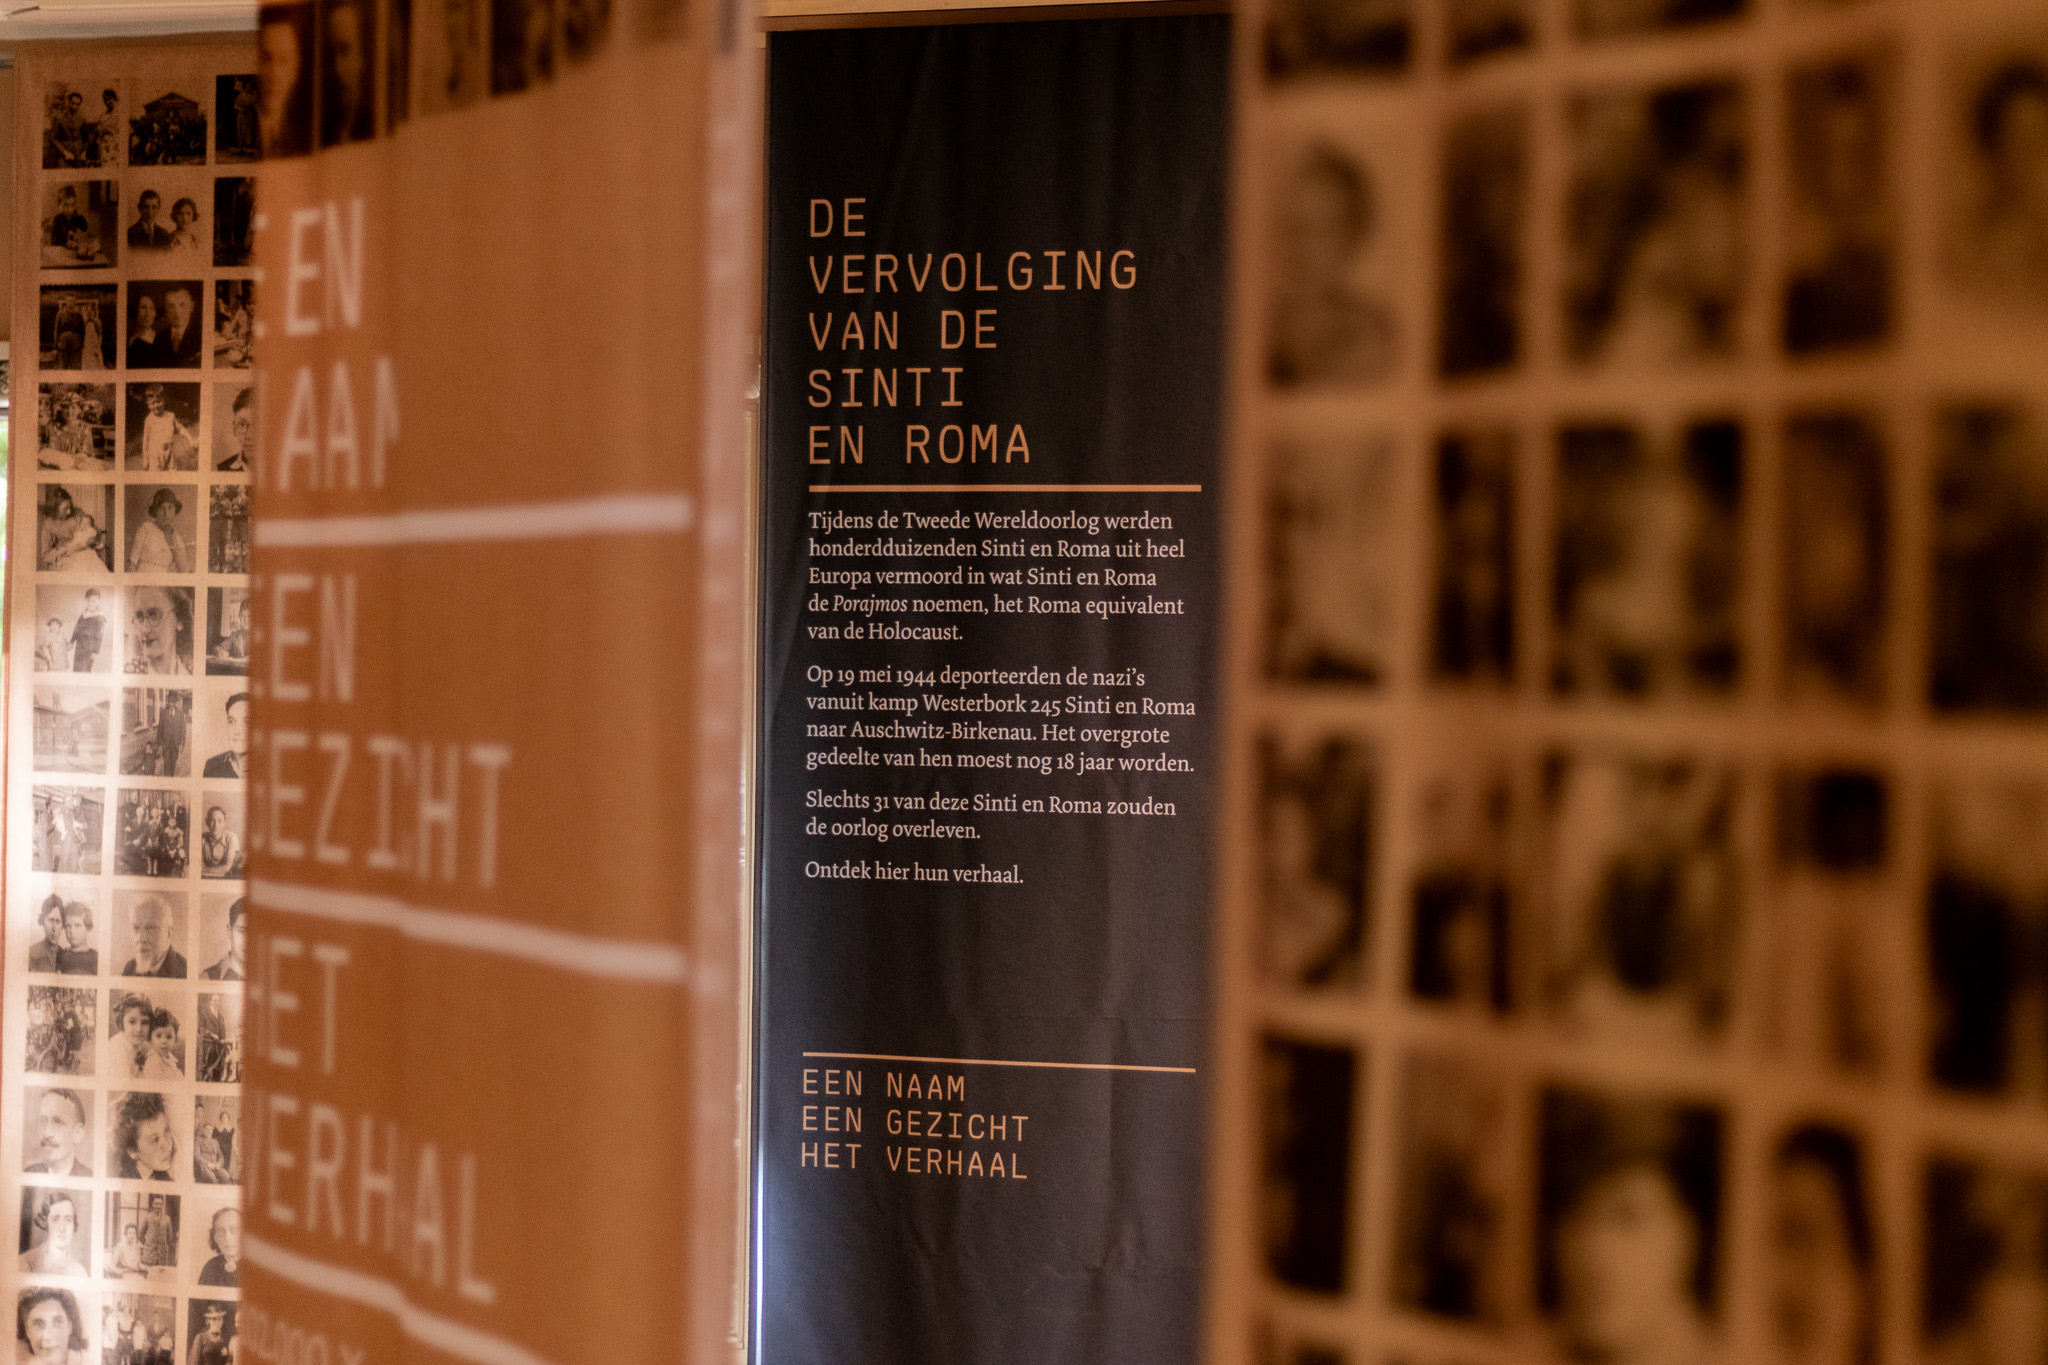 EEN
NAAM
EEN
GEZICHT
HET
VERHAAL
DE
VERVOLGING
VAN DE
SINTI
EN ROMA
Tijdens de Tweede Wereldoorlog werden
honderdduizenden Sinti en Roma uit heel
Europa vermoord in wat Sinti en Roma
de Porajmos noemen, het Roma equivalent
van de Holocaust.
Op 19 mei 1944 deporteerden de nazi's
vanuit kamp Westerbork 245 Sinti en Roma
naar Auschwitz-Birkenau. Het overgrote
gedeelte van hen moest nog 18 jaar worden.
Slechts 31 van deze Sinti en Roma zouden
de oorlog overleven.
Ontdek hier hun verhaal.
EEN NAAM
EEN GEZICHT
HET VERHAAL